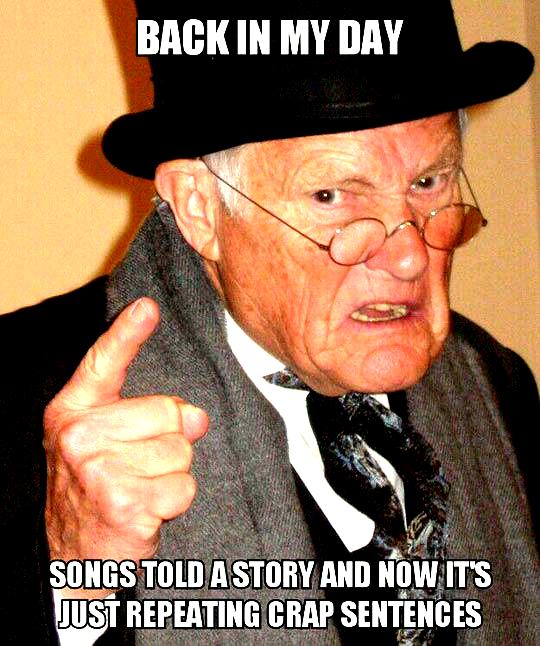 BACK IN MY DAY
SONGS TOLD A STORY AND NOW IT'S
JUST REPEATING CRAP SENTENCES